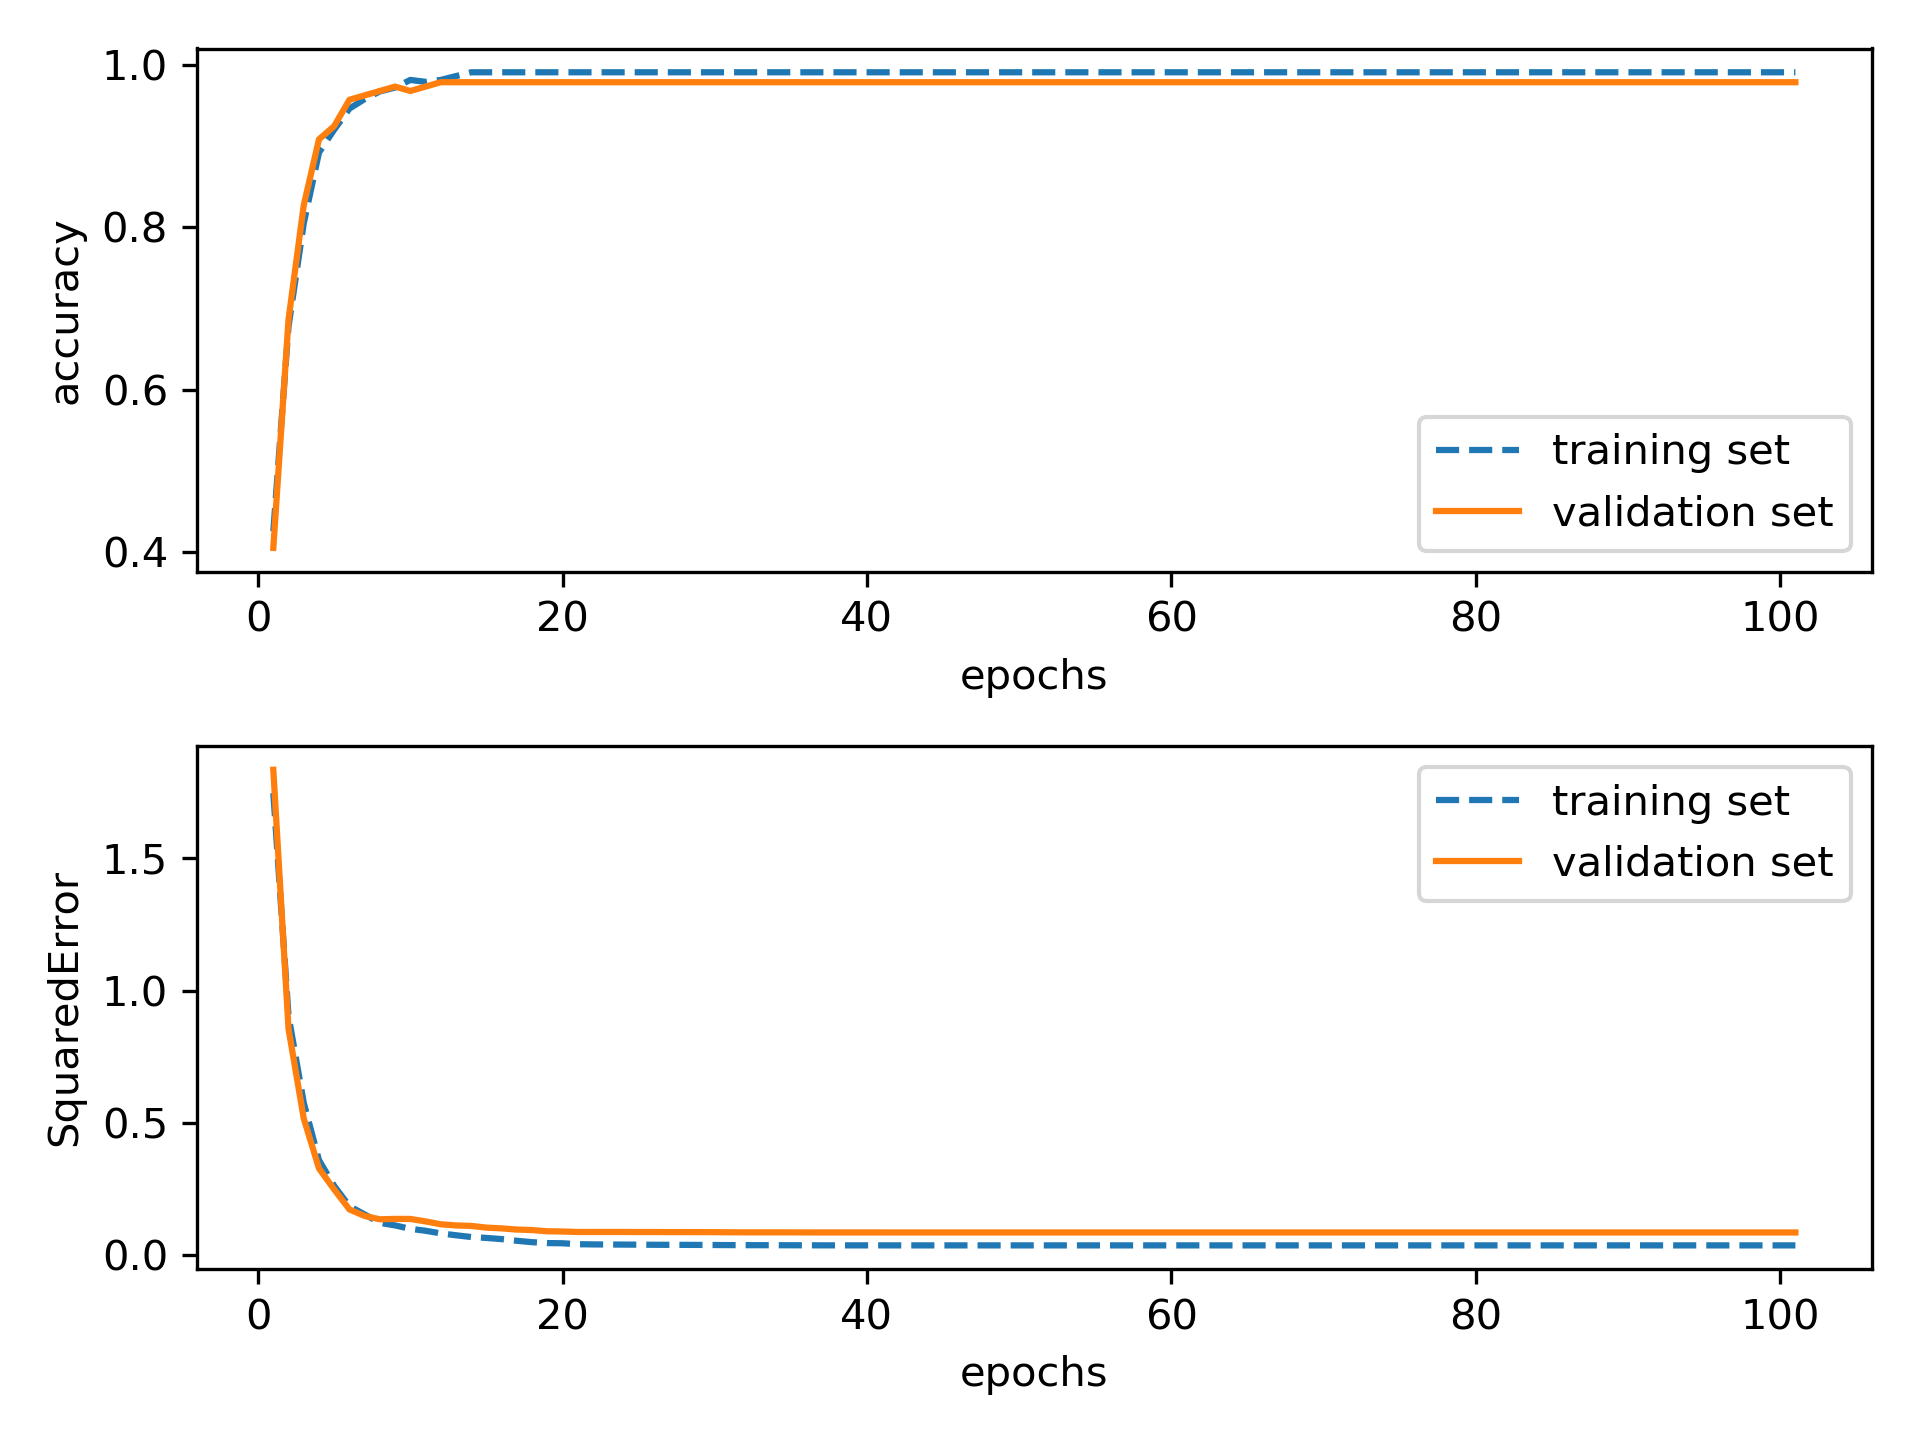 accuracy
1.0
0.8
0.6
0.4
training set
validation set
0 20 40 60 80 100
epochs
SquaredError
1.5
1.0
0.5
0.0
training set
validation set
0 20 40 60 80 100
epochs